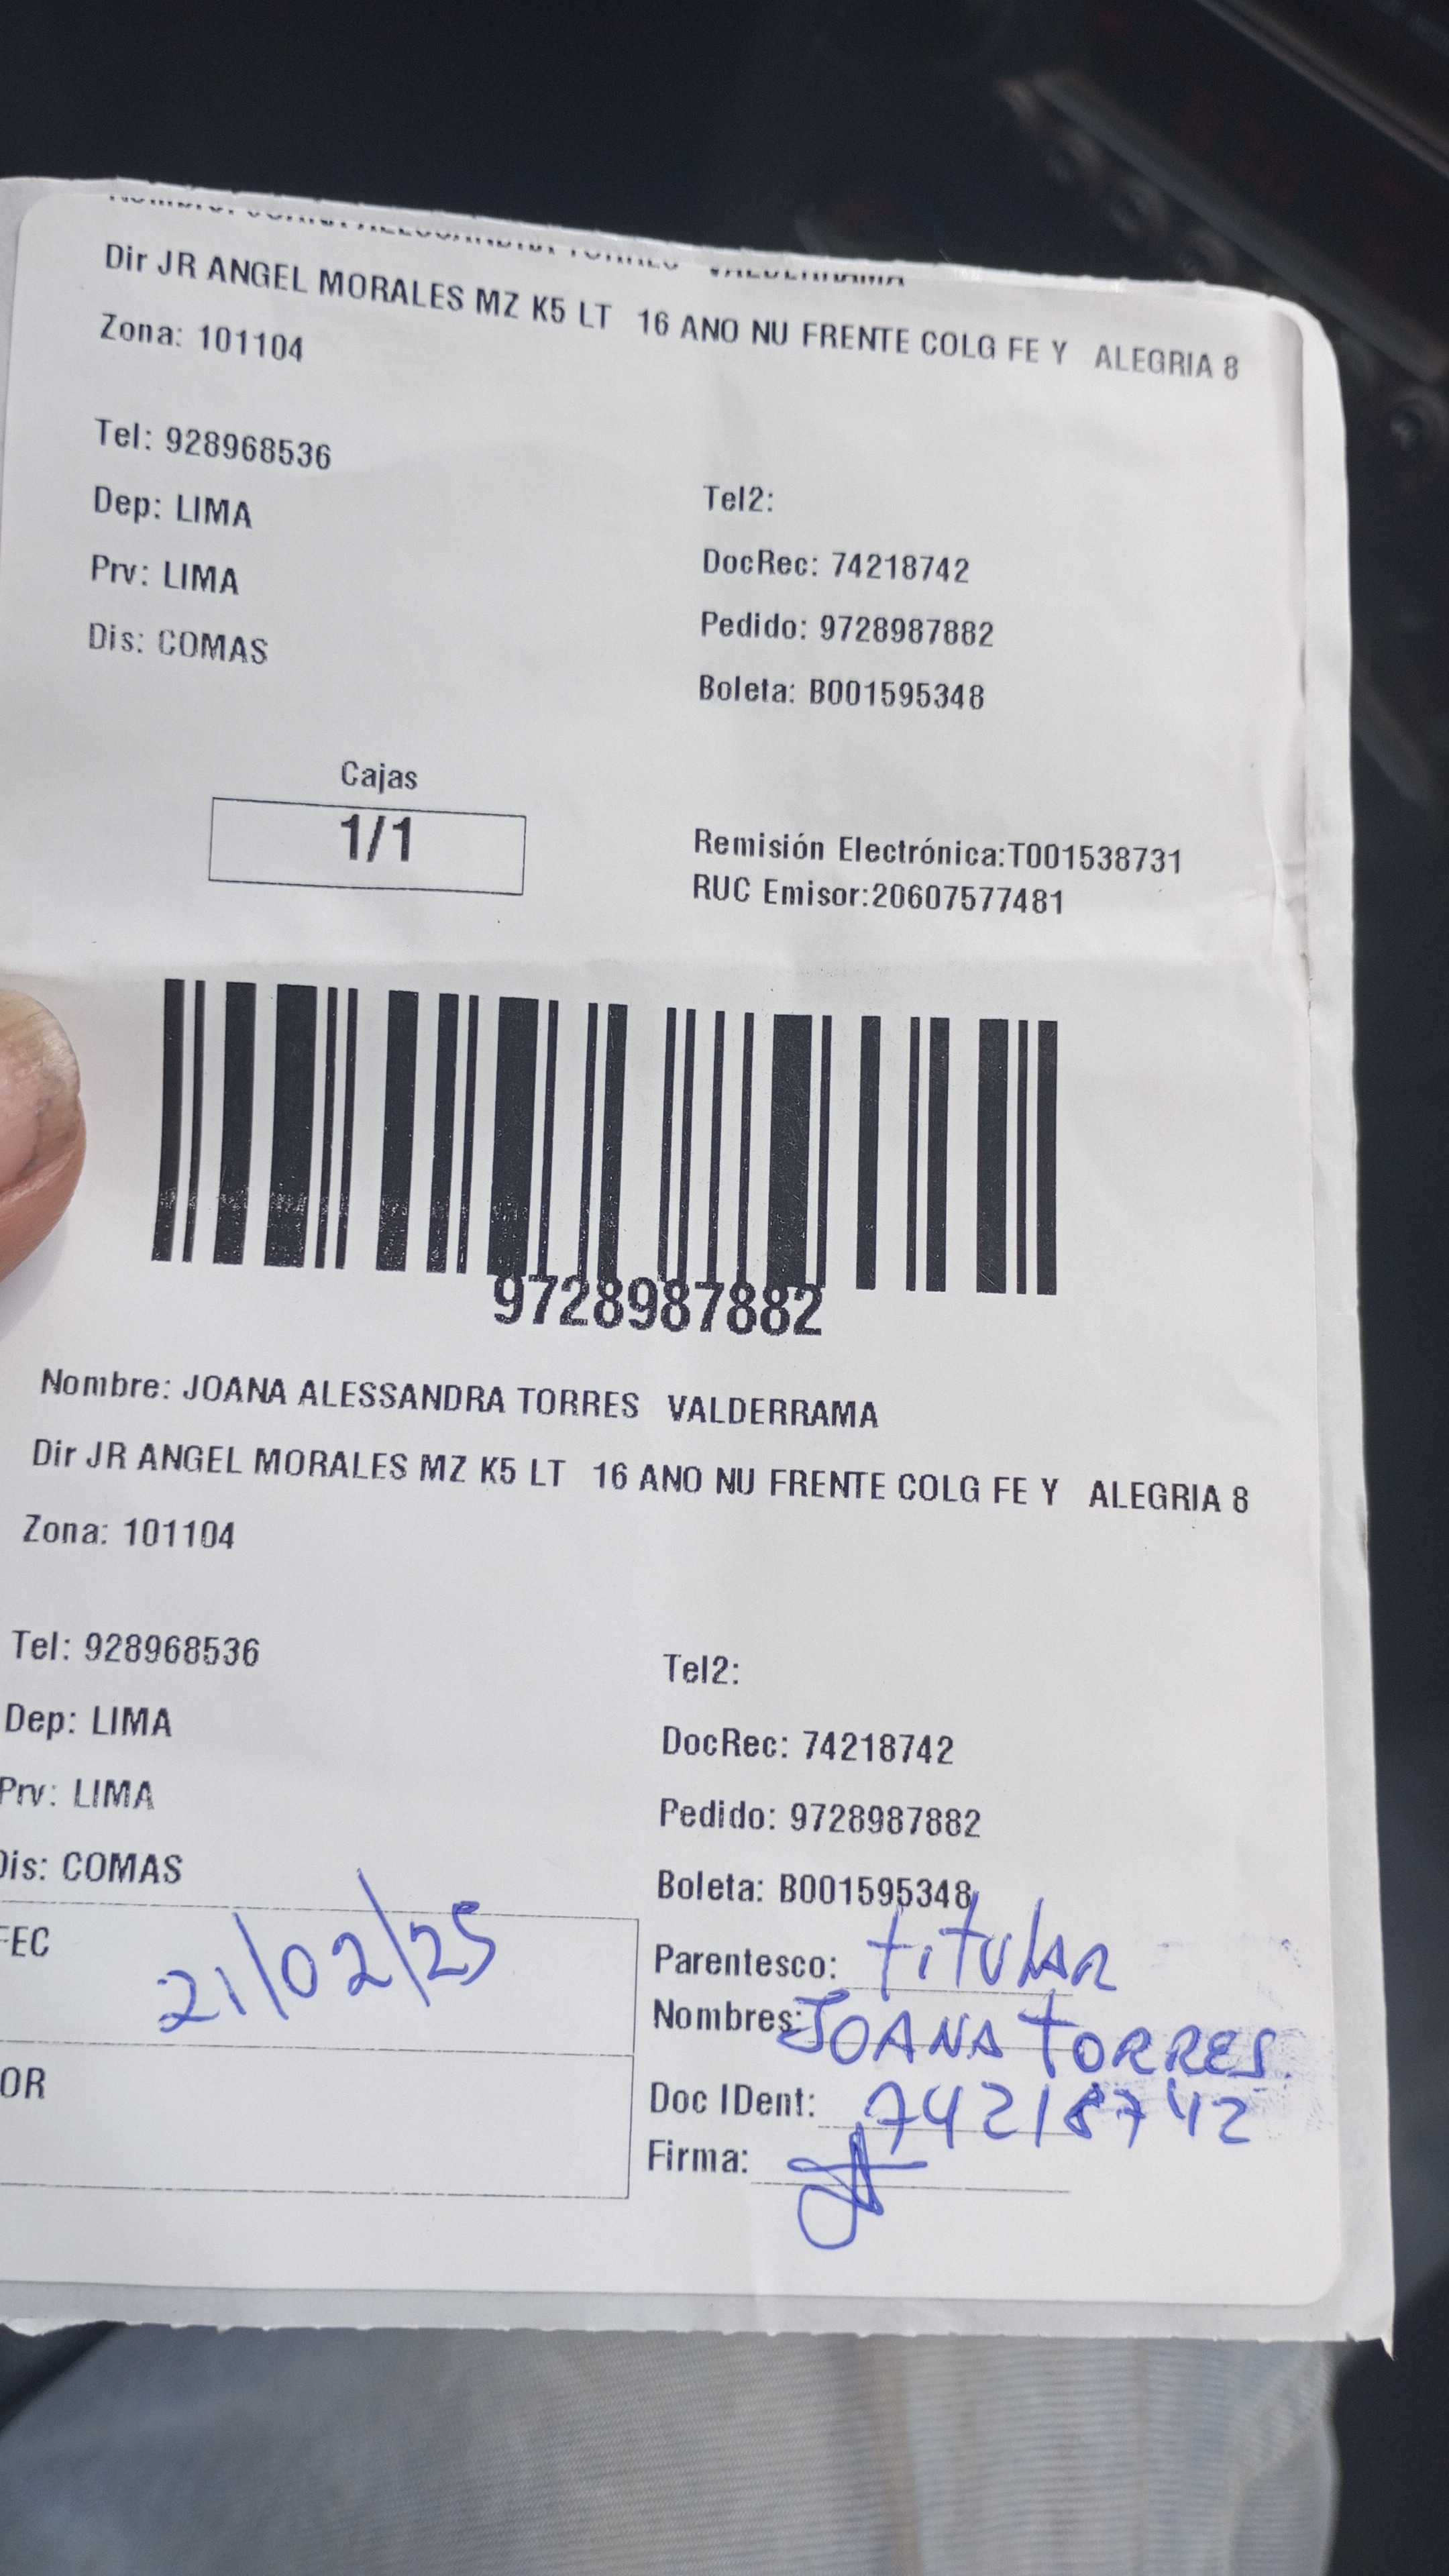 Dir JR ANGEL MORALES MZ K5 LT 16 ANO NU FRENTE COLG FE Y ALEGRIA 8
Zona: 101104
Tel: 928968536
Tel2:
Dep: LIMA
DocRec: 74218742
Prv: LIMA
Pedido: 9728987882
Dis: COMAS
Boleta: B001595348
Cajas
1/1
Remisión Electrónica:T001538731
RUC Emisor:20607577481
9728987882
Nombre: JOANA ALESSANDRA TORRES VALDERRAMA
Dir JR ANGEL MORALES MZ K5 LT 16 ANO NU FRENTE COLG FE Y ALEGRIA 8
Zona: 101104
Tel: 928968536
Tel2:
Dep: LIMA
DocRec: 74218742
Prv: LIMA
Pedido: 9728987882
Dis: COMAS
Boleta: B001595348
FEC 21/02/25
Parentesco: titular
Nombres: JOANA TORRES
OR
Doc IDent: 74218742
Firma: